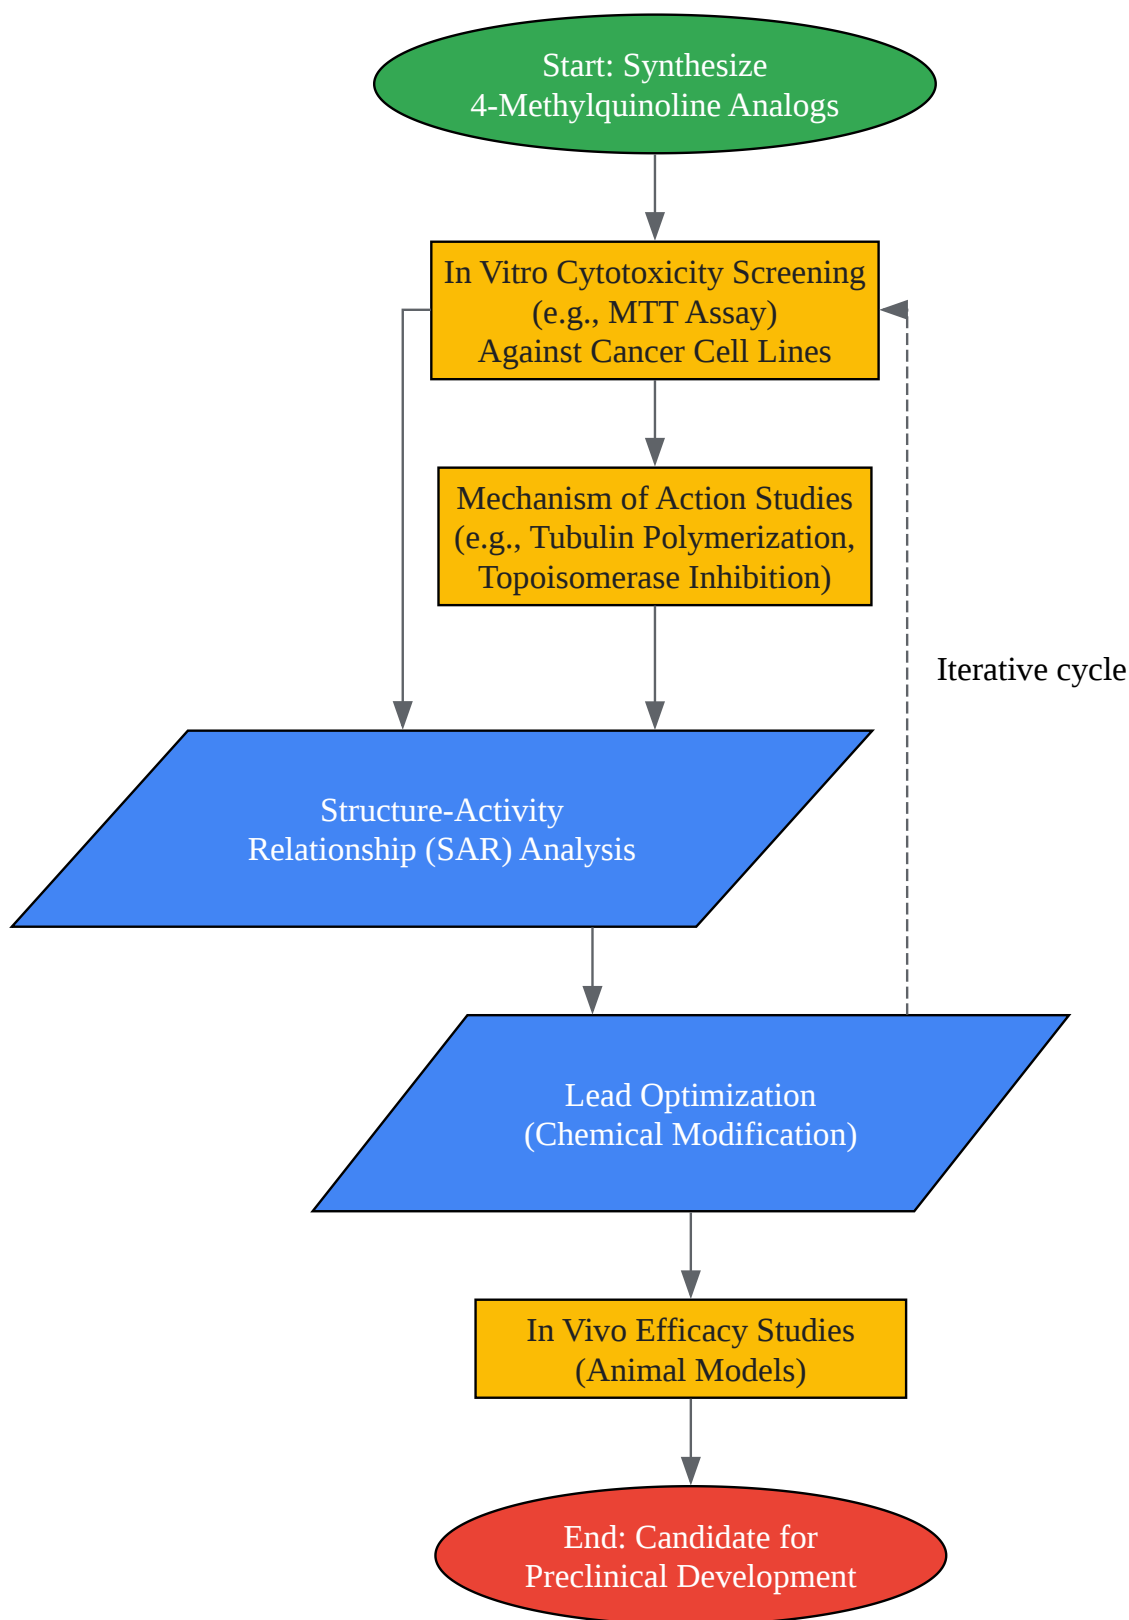 Start: Synthesize
4-Methylquinoline Analogs
In Vitro Cytotoxicity Screening
(e.g., MTT Assay)
Against Cancer Cell Lines
Mechanism of Action Studies
(e.g., Tubulin Polymerization,
Topoisomerase Inhibition)
Iterative cycle
Structure-Activity
Relationship (SAR) Analysis
Lead Optimization
(Chemical Modification)
In Vivo Efficacy Studies
(Animal Models)
End: Candidate for
Preclinical Development